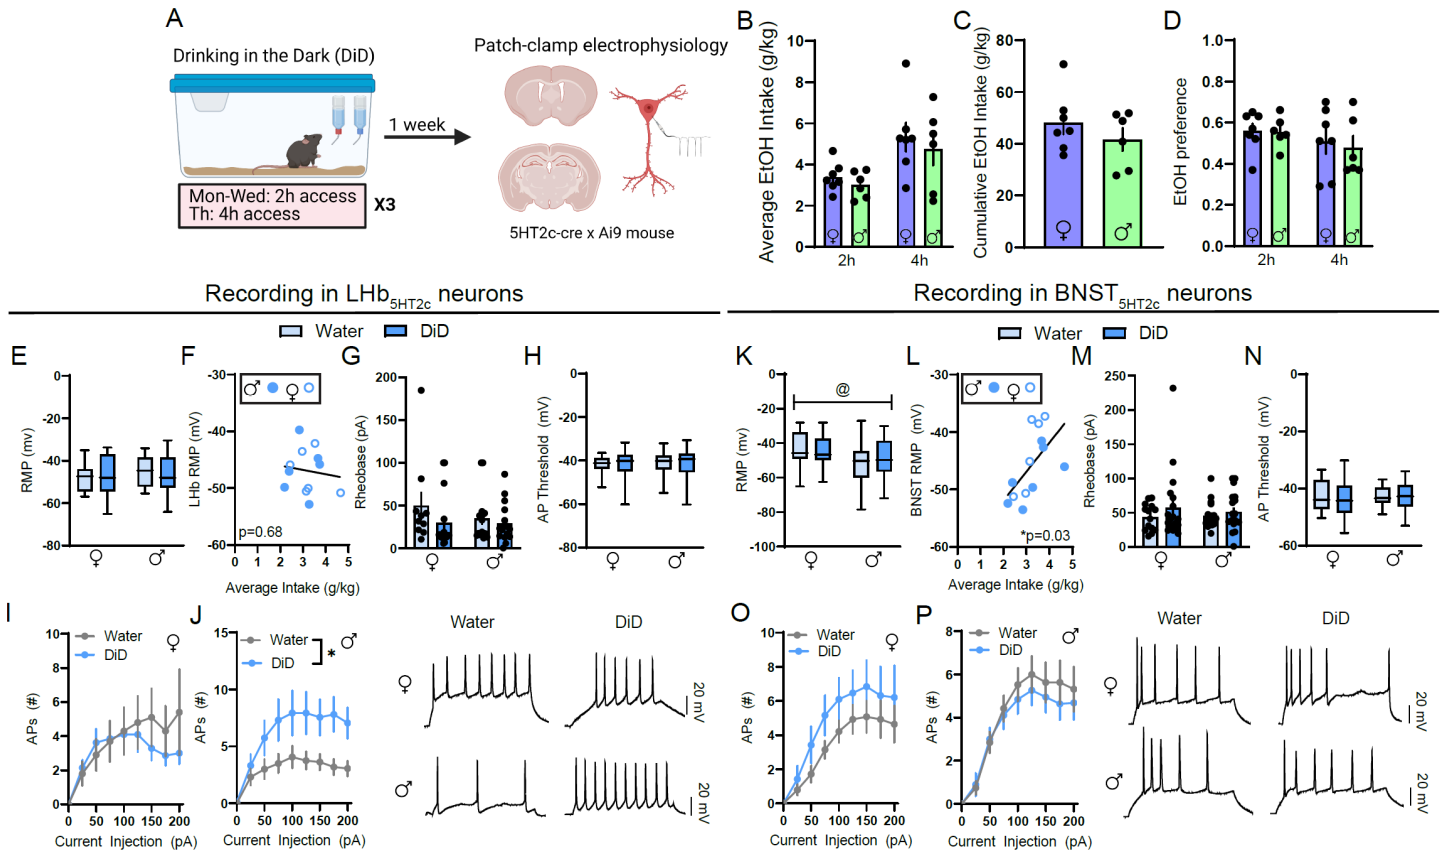 A
Drinking in the Dark (DiD)
Mon-Wed: 2h access
Th: 4h access
X3
1 week
Patch-clamp electrophysiology
5HT2c-cre x Ai9 mouse
B
Average EtOH Intake (g/kg)
10
8
6
4
2
0
♀ ♂ ♀ ♂
2h 4h
C
Cumulative EtOH Intake (g/kg)
80
60
40
20
0
♀ ♂
D
EtOH preference
1.0
0.8
0.6
0.4
0.2
0.0
♀ ♂ ♀ ♂
2h 4h
Recording in LHb5HT2c neurons
Water DiD
E
RMP (mv)
0
-20
-40
-60
-80
♀ ♂
F
LHb RMP (mV)
-30
-40
-50
-60
♂ ♀
p=0.68
0 1 2 3 4 5
Average Intake (g/kg)
G
Rheobase (pA)
200
150
100
50
0
♀ ♂
H
AP Threshold (mV)
0
-20
-40
-60
-80
♀ ♂
Recording in BNST5HT2c neurons
Water DiD
K
RMP (mV)
0
-20
-40
-60
-80
-100
@
♀ ♂
L
BNST RMP (mV)
-30
-40
-50
-60
♂ ♀
*p=0.03
0 1 2 3 4 5
Average Intake (g/kg)
M
Rheobase (pA)
250
200
150
100
50
0
♀ ♂
N
AP Threshold (mV)
0
-20
-40
-60
♀ ♂
I
Water
DiD
♀
APs (#)
10
8
6
4
2
0
0 50 100 150 200
Current Injection (pA)
J
Water
DiD
* ♂
APs (#)
15
10
5
0
0 50 100 150 200
Current Injection (pA)
Water DiD
♀
20 mV
♂
20 mV
O
Water
DiD
♀
APs (#)
10
8
6
4
2
0
0 50 100 150 200
Current Injection (pA)
P
Water
DiD
♂
APs (#)
8
6
4
2
0
0 50 100 150 200
Current Injection (pA)
Water DiD
♀
20 mV
♂
20 mV